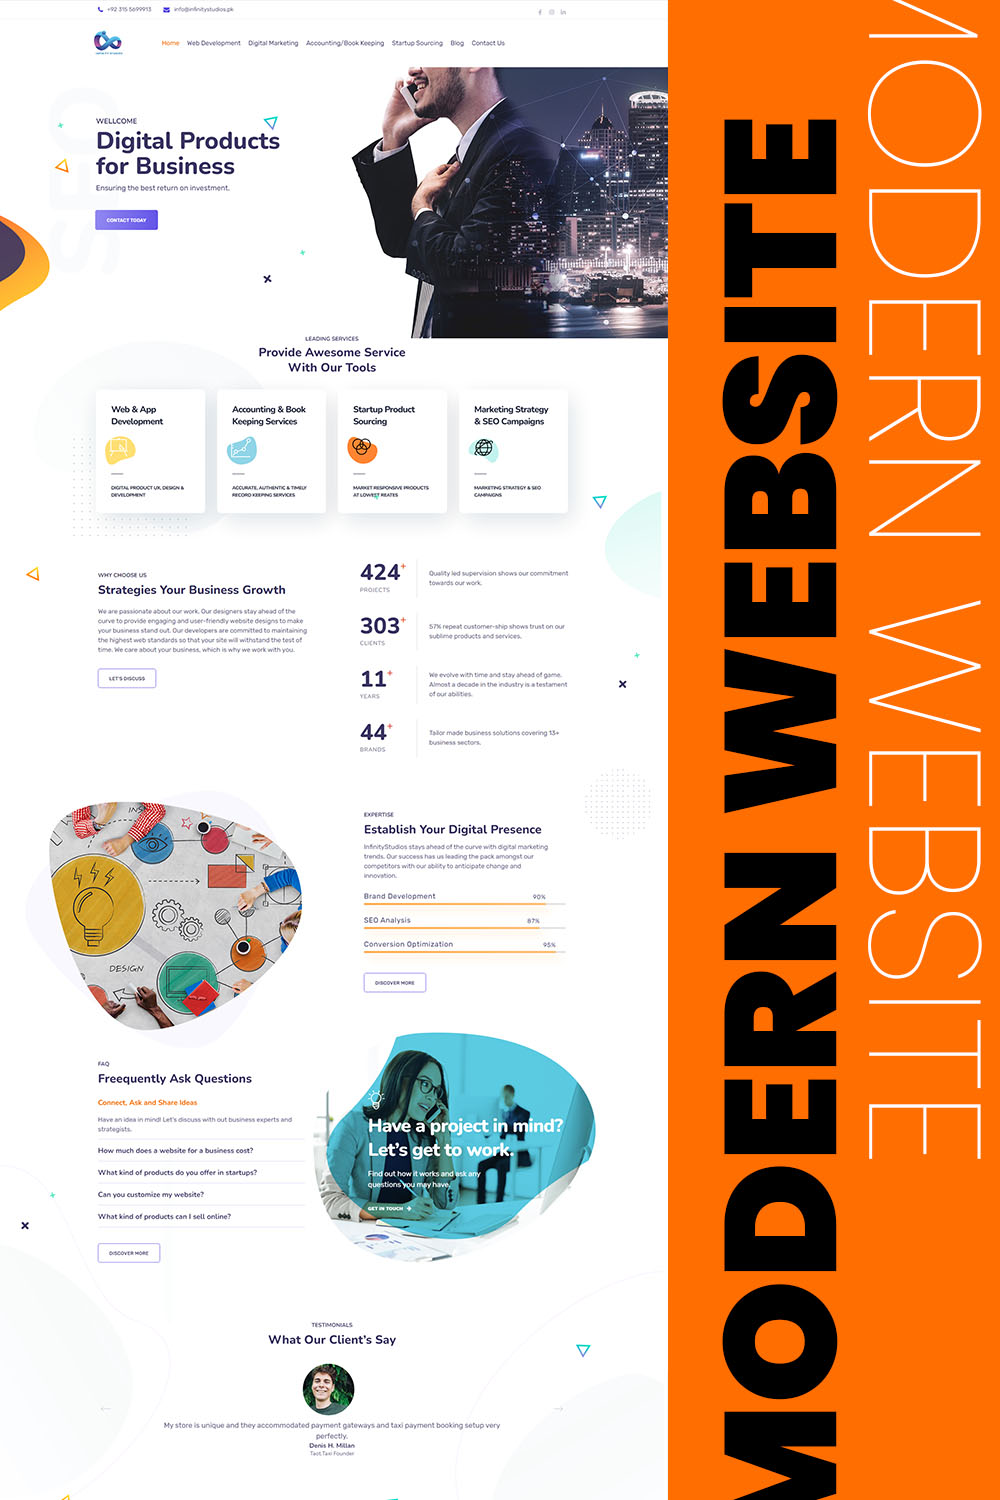 +92 315 5699913 info@infinitystudios.pk
INFINITY STUDIOS
Home Web Development Digital Marketing Accounting/Book Keeping Startup Sourcing Blog Contact Us
SEO
WELLCOME
Digital Products
for Business
Ensuring the best return on investment.
CONTACT TODAY
LEADING SERVICES
Provide Awesome Service
With Our Tools
Web & App
Development
DIGITAL PRODUCT UX, DESIGN &
DEVELOPMENT
Accounting & Book
Keeping Services
ACCURATE, AUTHENTIC & TIMELY
RECORD KEEPING SERVICES
Startup Product
Sourcing
MARKET RESPONSIVE PRODUCTS
AT LOWEST REATES
Marketing Strategy
& SEO Campaigns
MARKETING STRATEGY & SEO
CAMPAIGNS
WHY CHOOSE US
Strategies Your Business Growth
We are passionate about our work. Our designers stay ahead of the
curve to provide engaging and user-friendly website designs to make
your business stand out. Our developers are committed to maintaining
the highest web standards so that your site will withstand the test of
time. We care about your business, which is why we work with you.
LET'S DISCUSS
424+
PROJECTS
Quality led supervision shows our commitment
towards our work.
303+
CLIENTS
57% repeat customer-ship shows trust on our
sublime products and services.
11+
YEARS
We evolve with time and stay ahead of game.
Almost a decade in the industry is a testament
of our abilities.
44+
BRANDS
Tailor made business solutions covering 13+
business sectors.
INS
DESIGN
EXPERTISE
Establish Your Digital Presence
InfinityStudios stays ahead of the curve with digital marketing
trends. Our success has us leading the pack amongst our
competitors with our ability to anticipate change and
innovation.
Brand Development 90%
SEO Analysis 87%
Conversion Optimization 95%
DISCOVER MORE
FAQ
Freequently Ask Questions
Connect, Ask and Share Ideas
Have an idea in mind! Let's discuss with out business experts and
strategists.
How much does a website for a business cost?
What kind of products do you offer in startups?
Can you customize my website?
What kind of products can I sell online?
DISCOVER MORE
Have a project in mind?
Let's get to work.
Find out how it works and ask any
questions you may have.
GET IN TOUCH
TESTIMONIALS
What Our Client's Say
My store is unique and they accommodated payment gateways and taxi payment booking setup very
perfectly.
Denis H. Millan
Taot,Taxi Founder
MODERN WEBSITE
MODERN WEBSITE